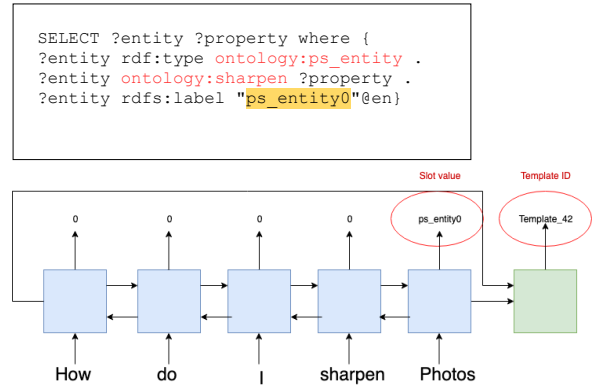 SELECT ?entity ?property where {
?entity rdf:type ontology:ps_entity .
?entity ontology:sharpen ?property .
?entity rdfs:label "ps_entity0"@en}
Slot value
Template ID
0
0
0
0
ps_entity0
Template_42
How
do
I
sharpen
Photos